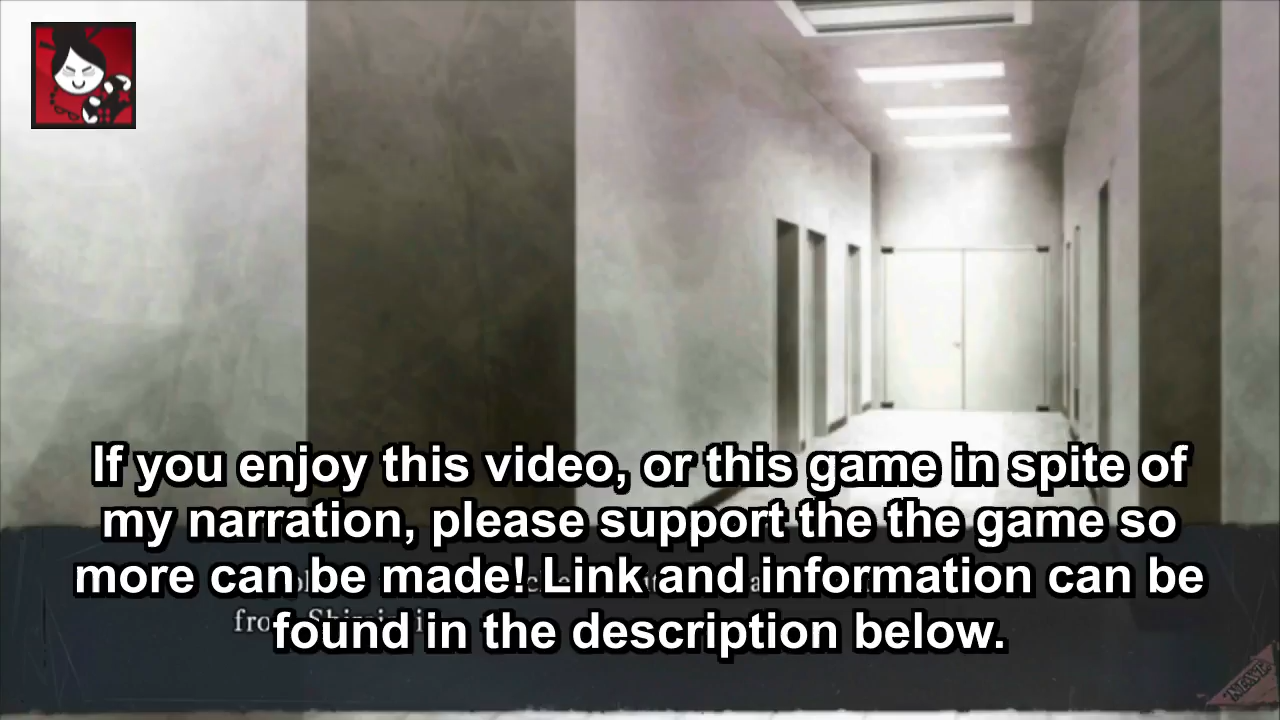 If you enjoy this video, or this game in spite of
my narration, please support the the game so
more can be made! Link and information can be
found in the description below.